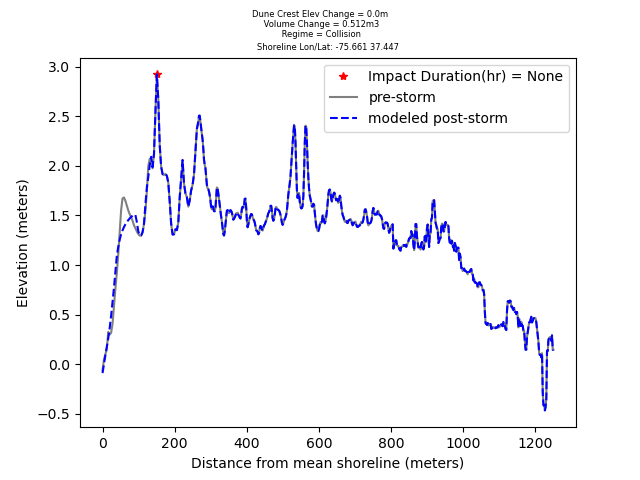 Dune Crest Elev Change = 0.0m
Volume Change = 0.512m3
Regime = Collision
Shoreline Lon/Lat: -75.661 37.447
Impact Duration(hr) = None
pre-storm
modeled post-storm
3.0
2.5
2.0
1.5
1.0
0.5
0.0
−0.5
Elevation (meters)
0 200 400 600 800 1000 1200
Distance from mean shoreline (meters)